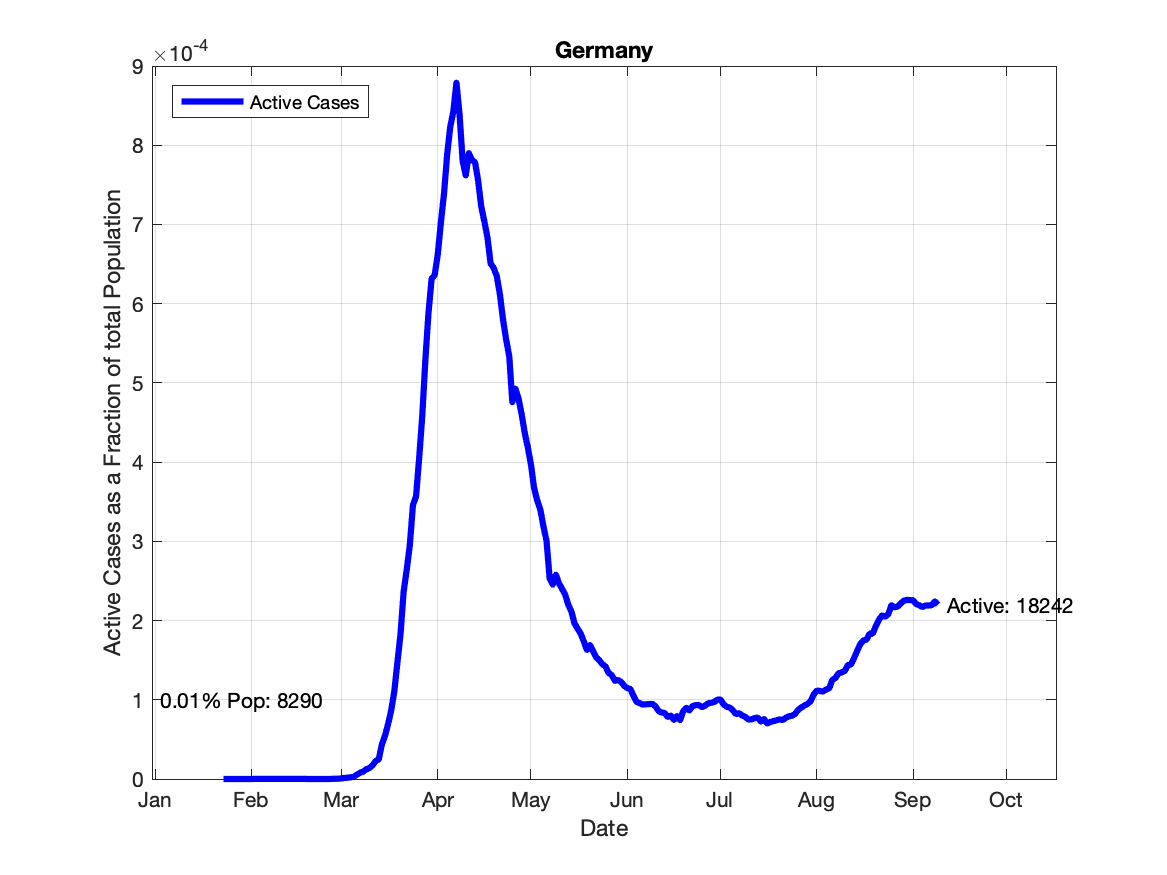 Germany
×10-4
9
Active Cases
8
7
6
5
4
3
2
1
0
Active Cases as a Fraction of total Population
Active: 18242
0.01% Pop: 8290
Jan Feb Mar Apr May Jun Jul Aug Sep Oct
Date